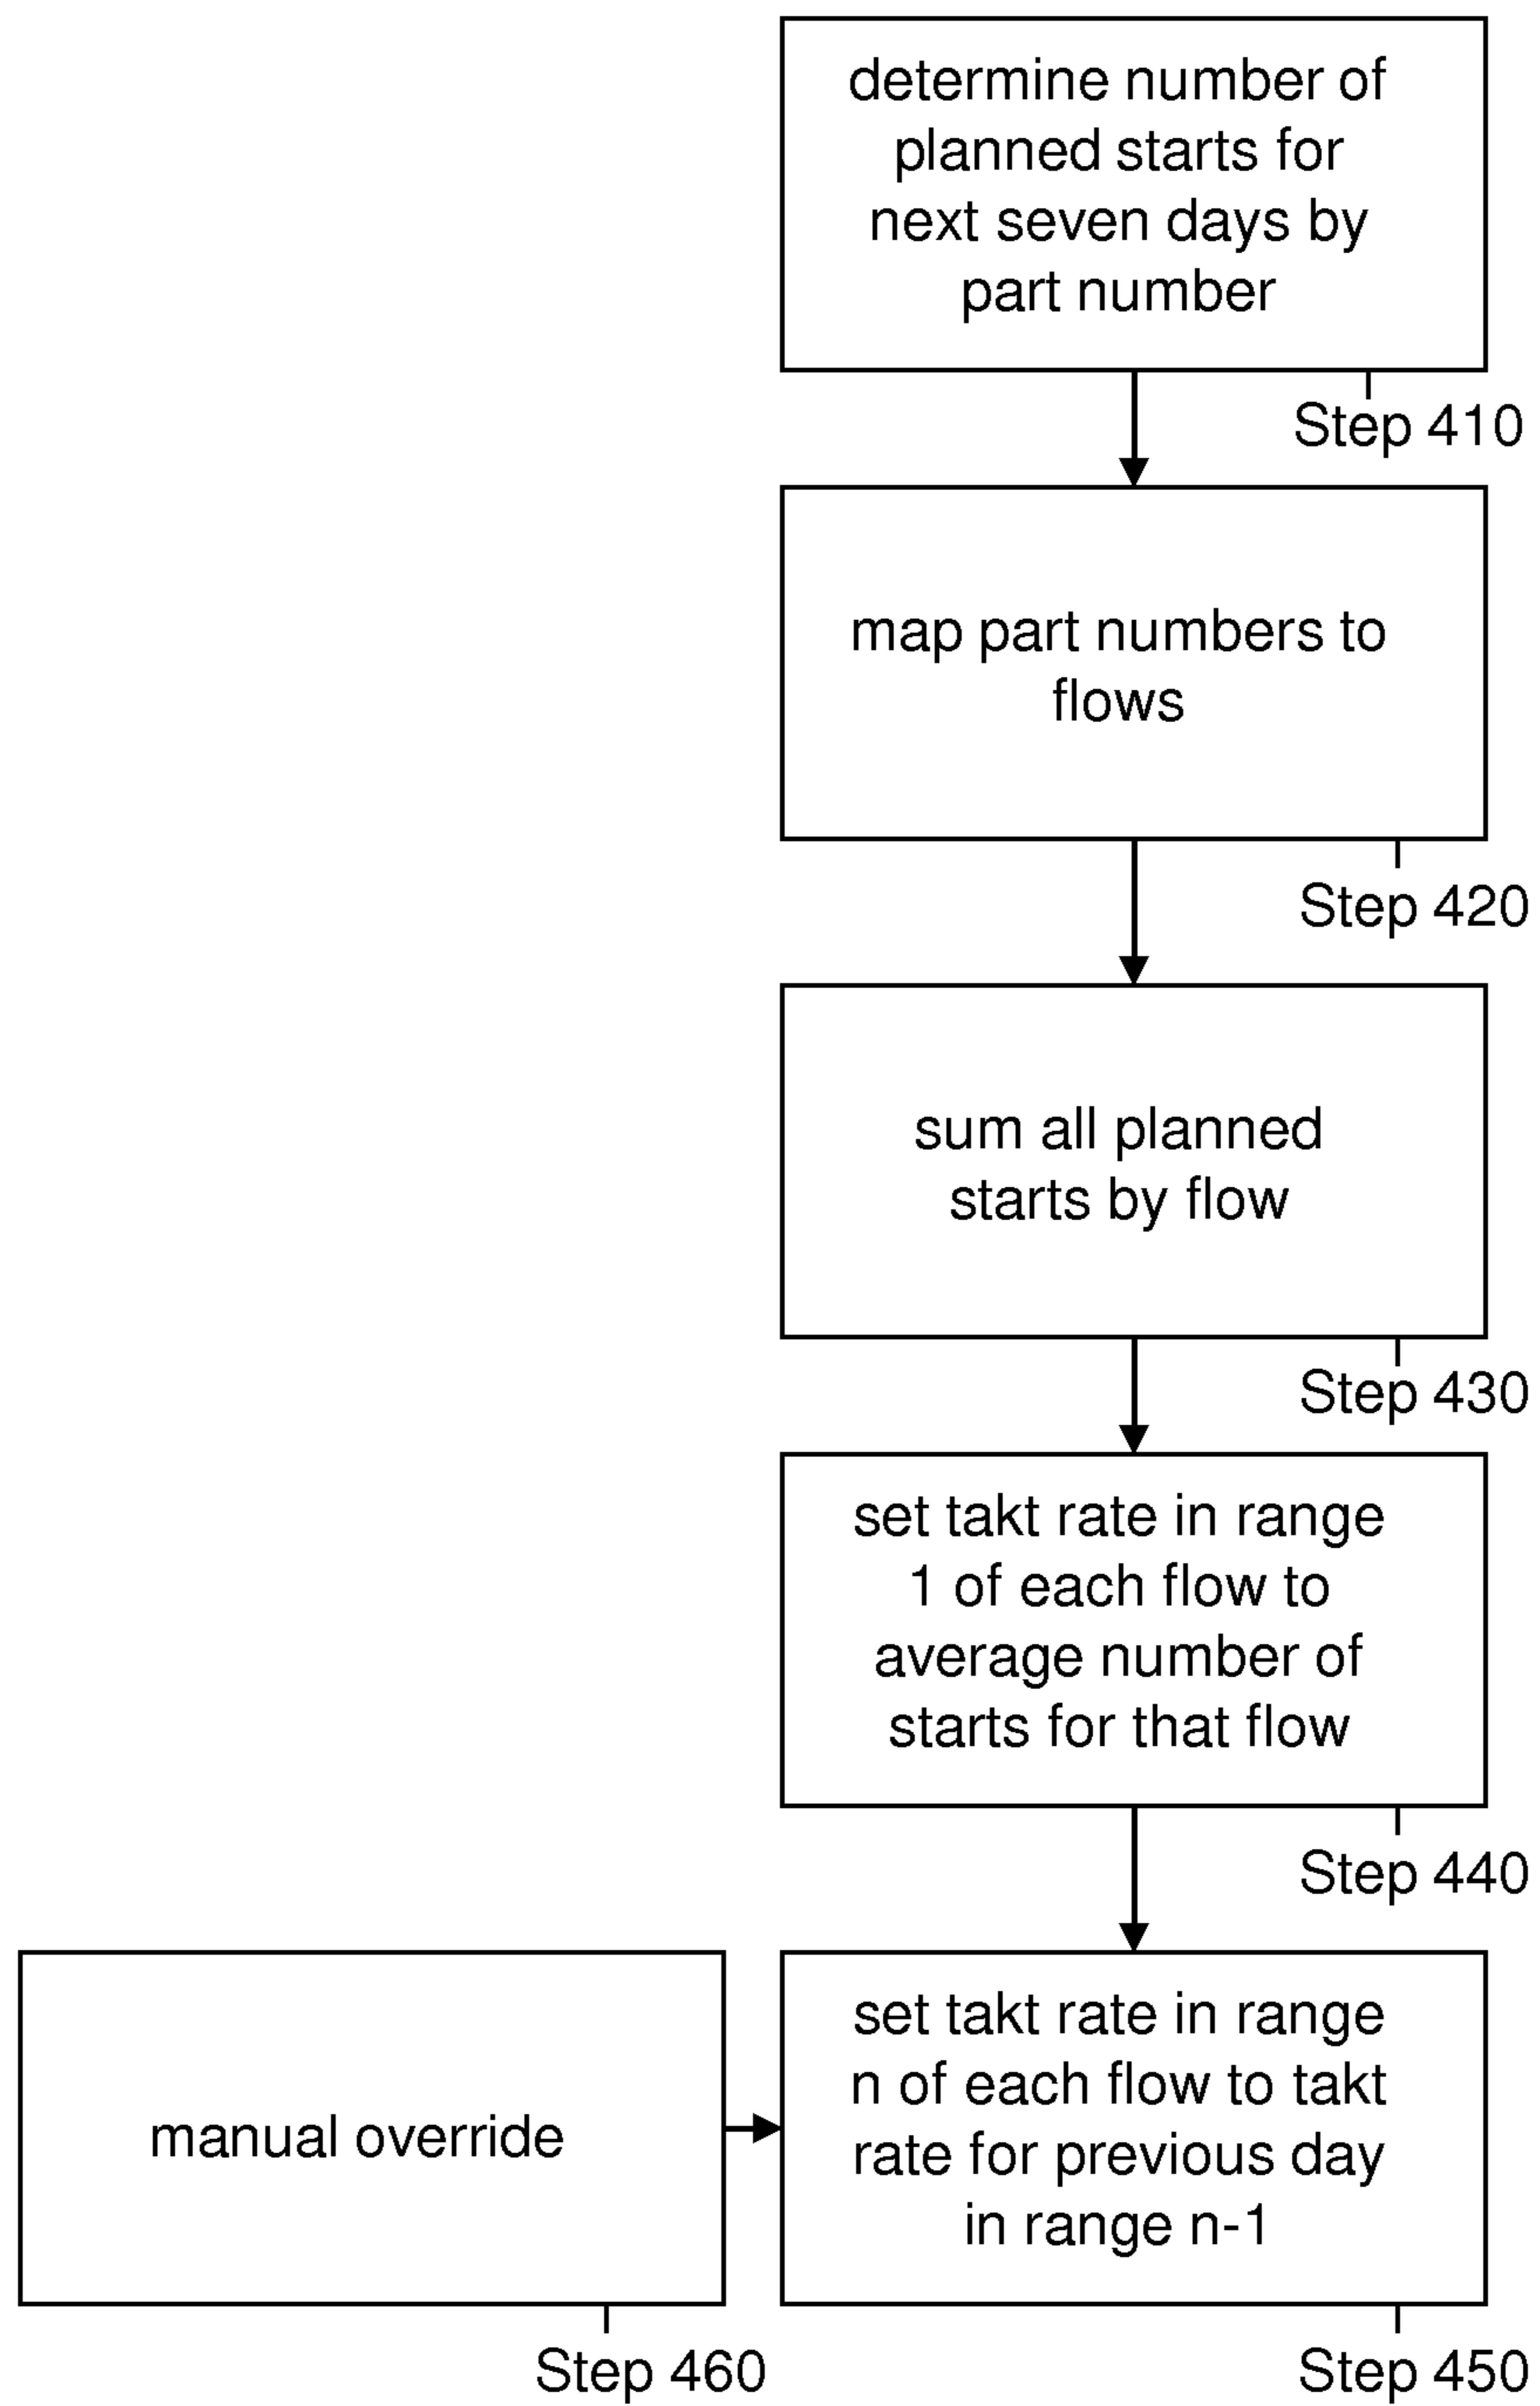 determine number of
planned starts for
next seven days by
part number
Step 410
map part numbers to
flows
Step 420
sum all planned
starts by flow
Step 430
set takt rate in range
1 of each flow to
average number of
starts for that flow
Step 440
manual override
Step 460
set takt rate in range
n of each flow to takt
rate for previous day
in range n-1
Step 450